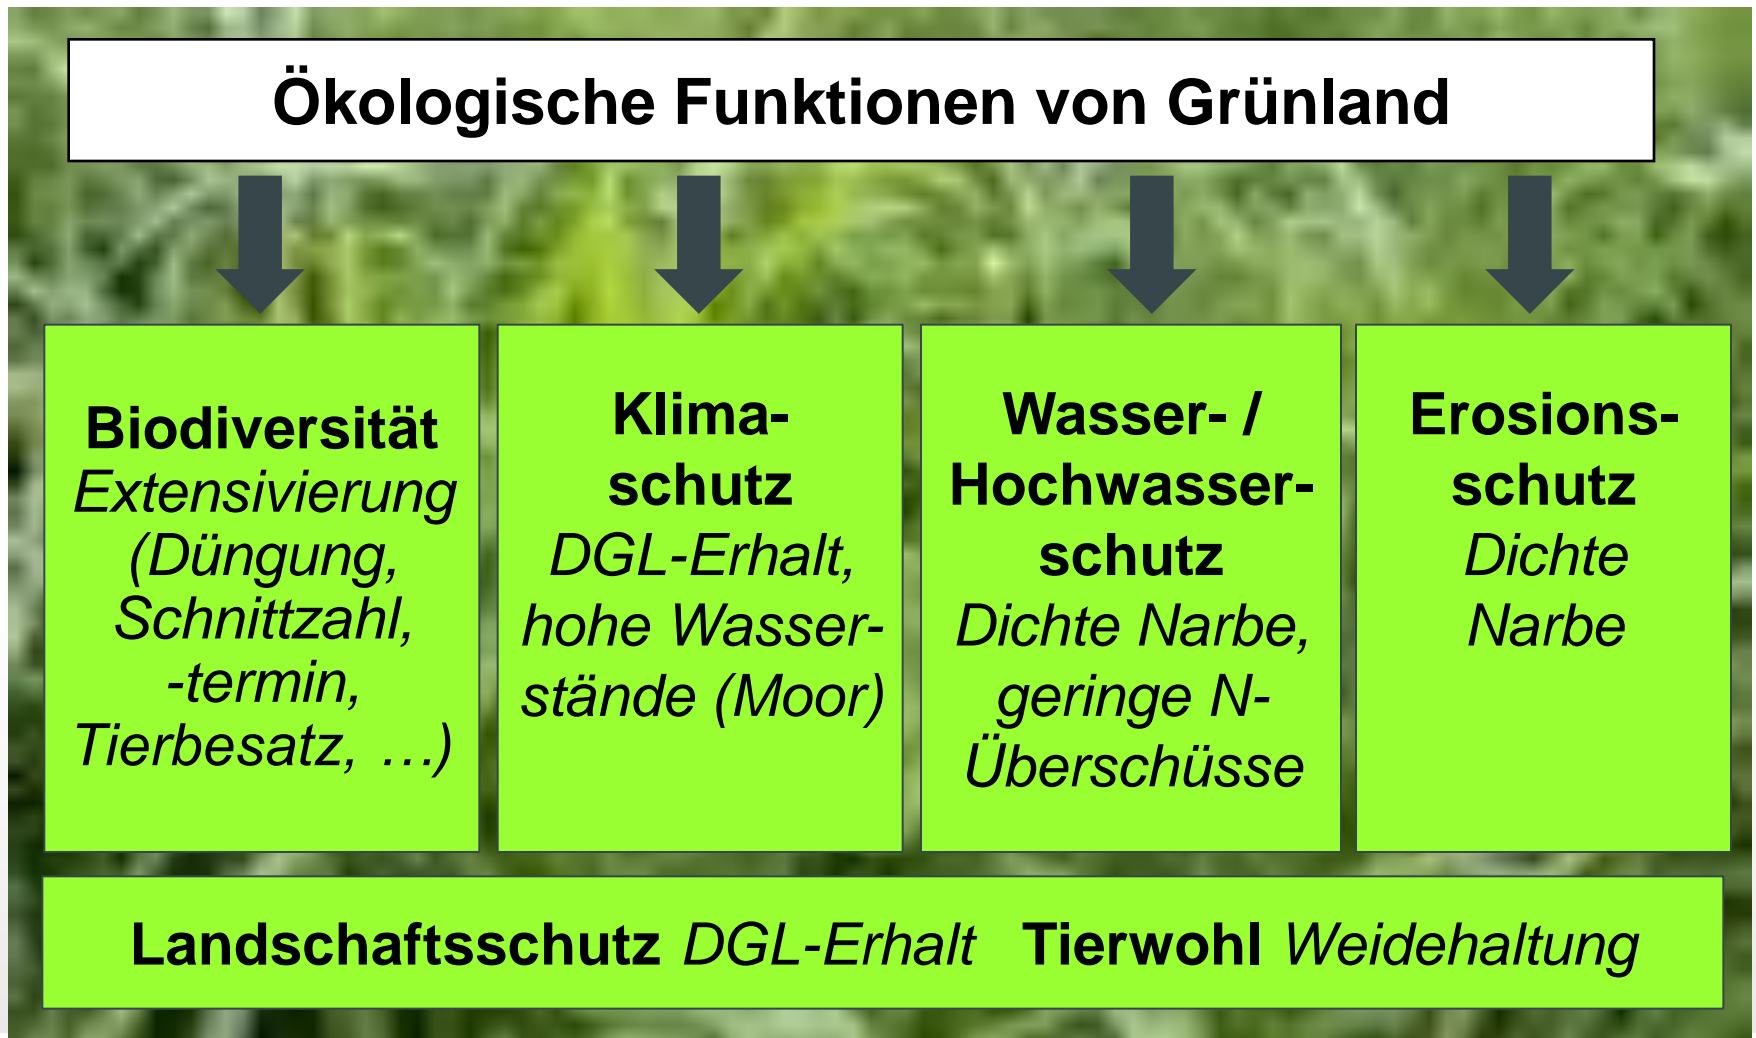 Ökologische Funktionen von Grünland
Biodiversität
Extensivierung
(Düngung,
Schnittzahl,
-termin,
Tierbesatz, …)
Klima-
schutz
DGL-Erhalt,
hohe Wasser-
stände (Moor)
Wasser- /
Hochwasser-
schutz
Dichte Narbe,
geringe N-
Überschüsse
Erosions-
schutz
Dichte
Narbe
Landschaftsschutz DGL-Erhalt Tierwohl Weidehaltung